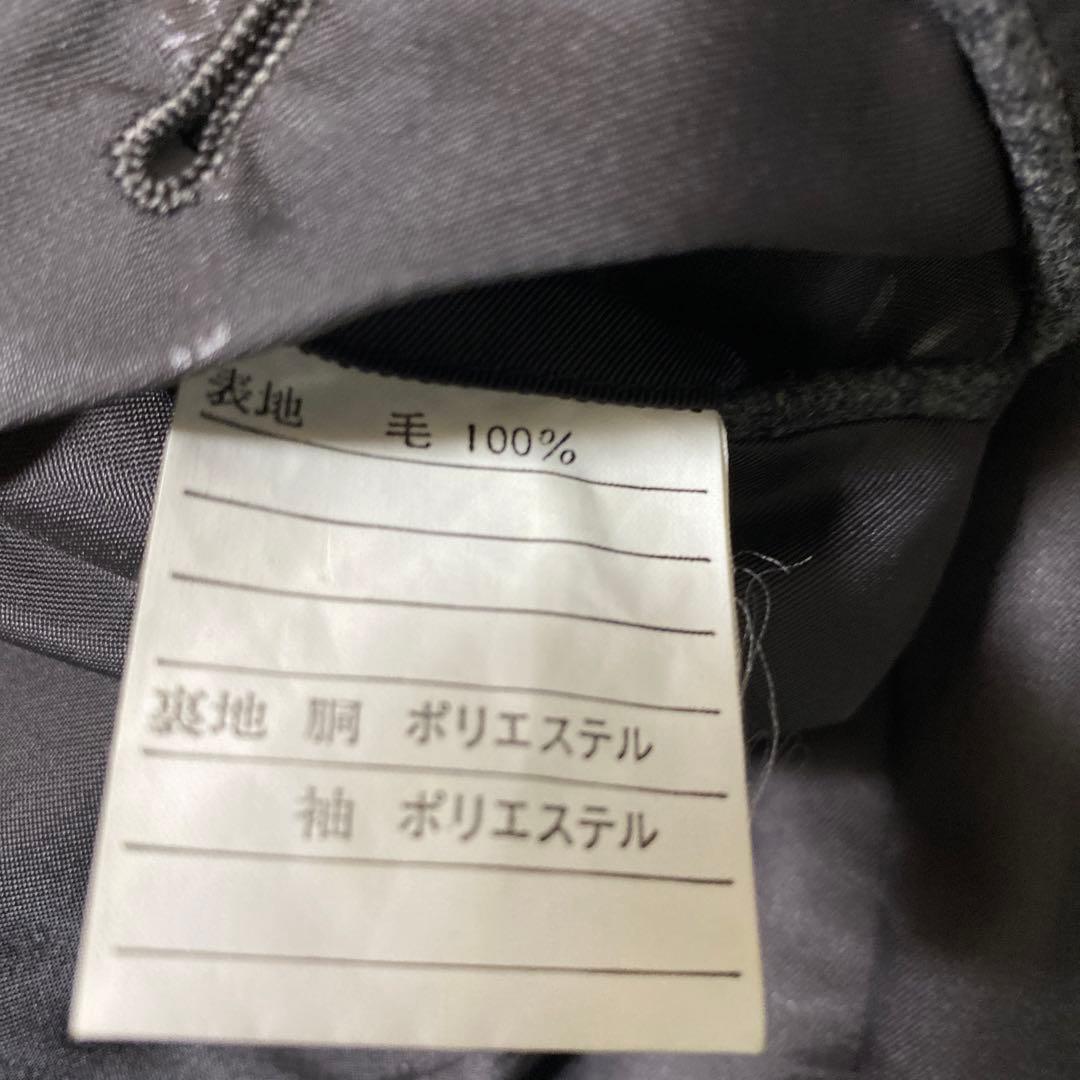 表地 毛 100%
裏地 胴 ポリエステル
袖 ポリエステル